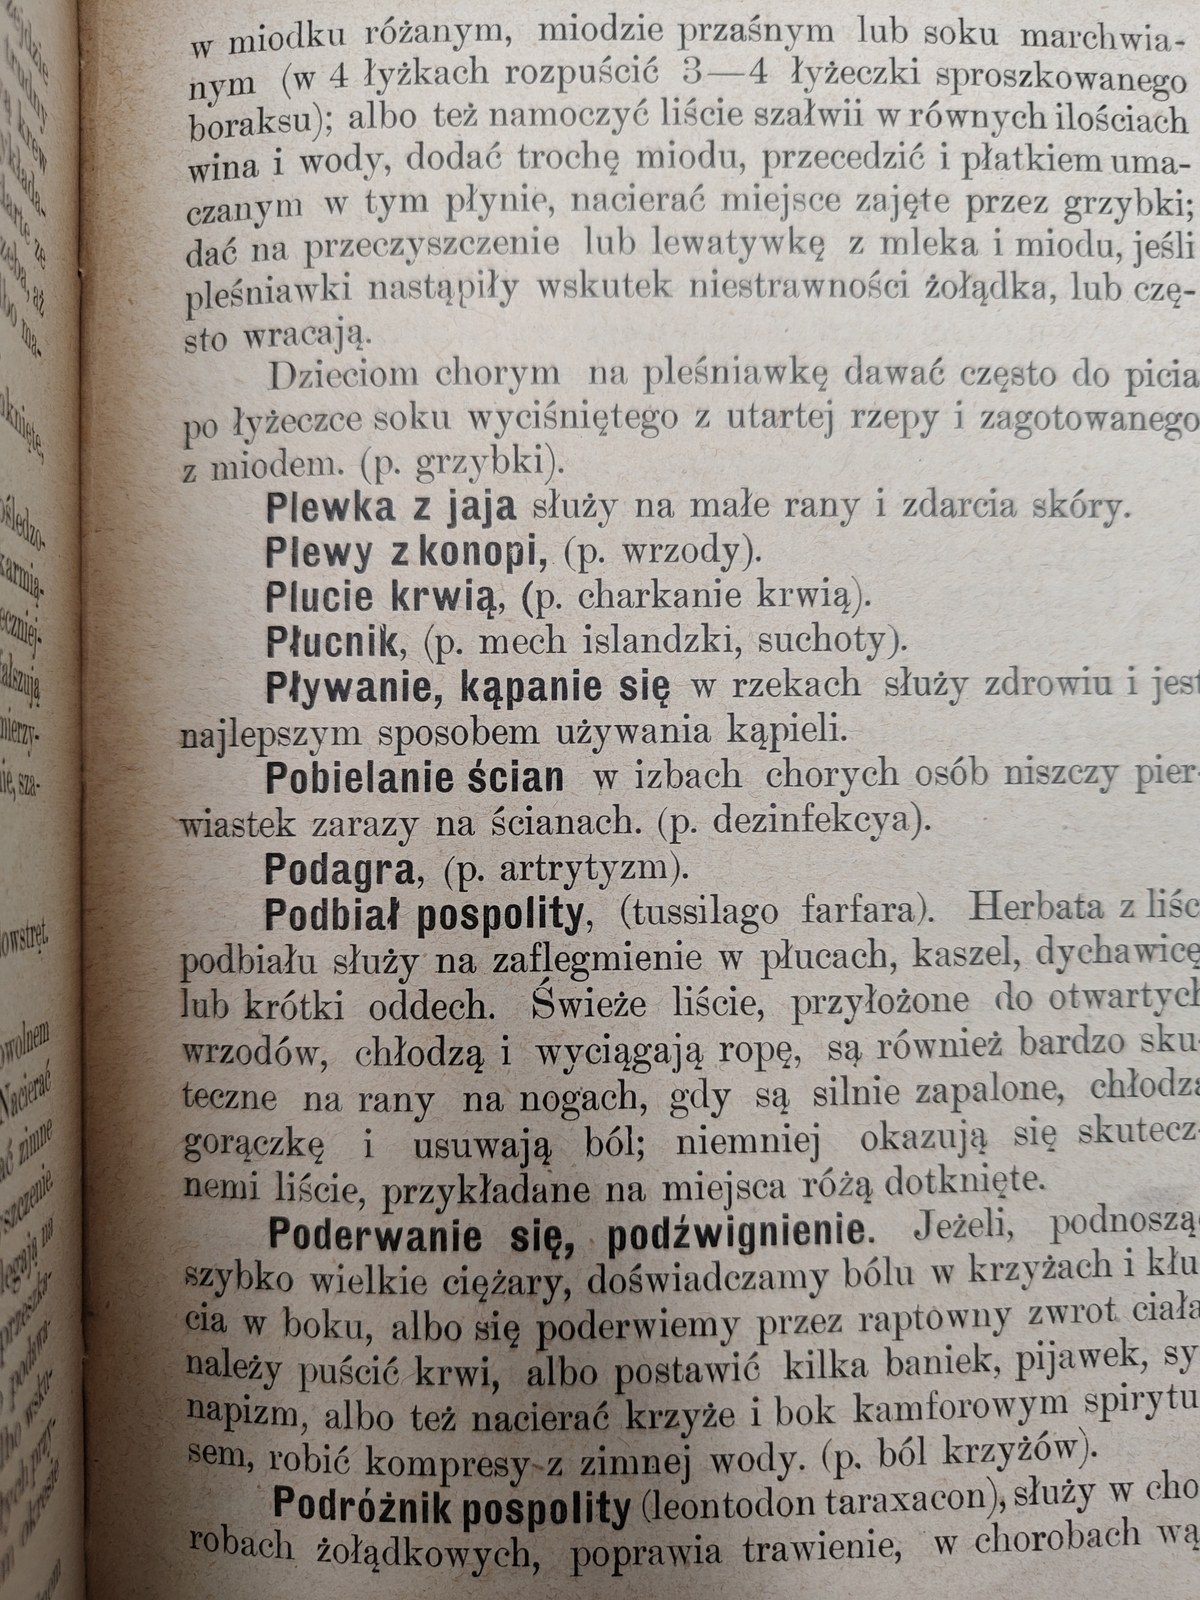 w miodku różanym, miodzie przaśnym lub soku marchwia-
nym (w 4 łyżkach rozpuścić 3—4 łyżeczki sproszkowanego
boraksu); albo też namoczyć liście szałwii w równych ilościach
wina i wody, dodać trochę miodu, przecedzić i płatkiem uma-
czanym w tym płynie, nacierać miejsce zajęte przez grzybki;
dać na przeczyszczenie lub lewatywkę z mleka i miodu, jeśli
pleśniawki nastąpiły wskutek niestrawności żołądka, lub czę-
sto wracają.
Dzieciom chorym na pleśniawkę dawać często do picia
po łyżeczce soku wyciśniętego z utartej rzepy i zagotowanego
z miodem. (p. grzybki).
Plewka z jaja służy na małe rany i zdarcia skóry.
Plewy z konopi, (p. wrzody).
Plucie krwią, (p. charkanie krwią).
Płucnik, (p. mech islandzki, suchoty).
Pływanie, kąpanie się w rzekach służy zdrowiu i jest
najlepszym sposobem używania kąpieli.
Pobielanie ścian w izbach chorych osób niszczy pier-
wiastek zarazy na ścianach. (p. dezinfekcya).
Podagra, (p. artrytyzm).
Podbiał pospolity, (tussilago farfara). Herbata z liśc
podbiału służy na zaflegmienie w płucach, kaszel, dychawicę
lub krótki oddech. Świeże liście, przyłożone do otwartych
wrzodów, chłodzą i wyciągają ropę, są również bardzo sku-
teczne na rany na nogach, gdy są silnie zapalone, chłodzą
gorączkę i usuwają ból; niemniej okazują się skutecz-
nemi liście, przykładane na miejsca różą dotknięte.
Poderwanie się, podźwignienie. Jeżeli, podnosząc
szybko wielkie ciężary, doświadczamy bólu w krzyżach i kłu
cia w boku, albo się poderwiemy przez raptowny zwrot ciała
należy puścić krwi, albo postawić kilka baniek, pijawek, sy
napizm, albo też nacierać krzyże i bok kamforowym spirytu
sem, robić kompresy z zimnej wody. (p. ból krzyżów).
Podróżnik pospolity (leontodon taraxacon), służy w cho
robach żołądkowych, poprawia trawienie, w chorobach wą